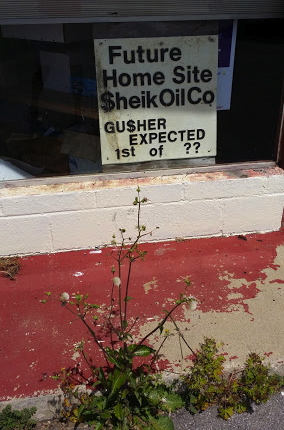 Future
Home Site
$heik Oil Co
GU$HER
EXPECTED
1st of ??